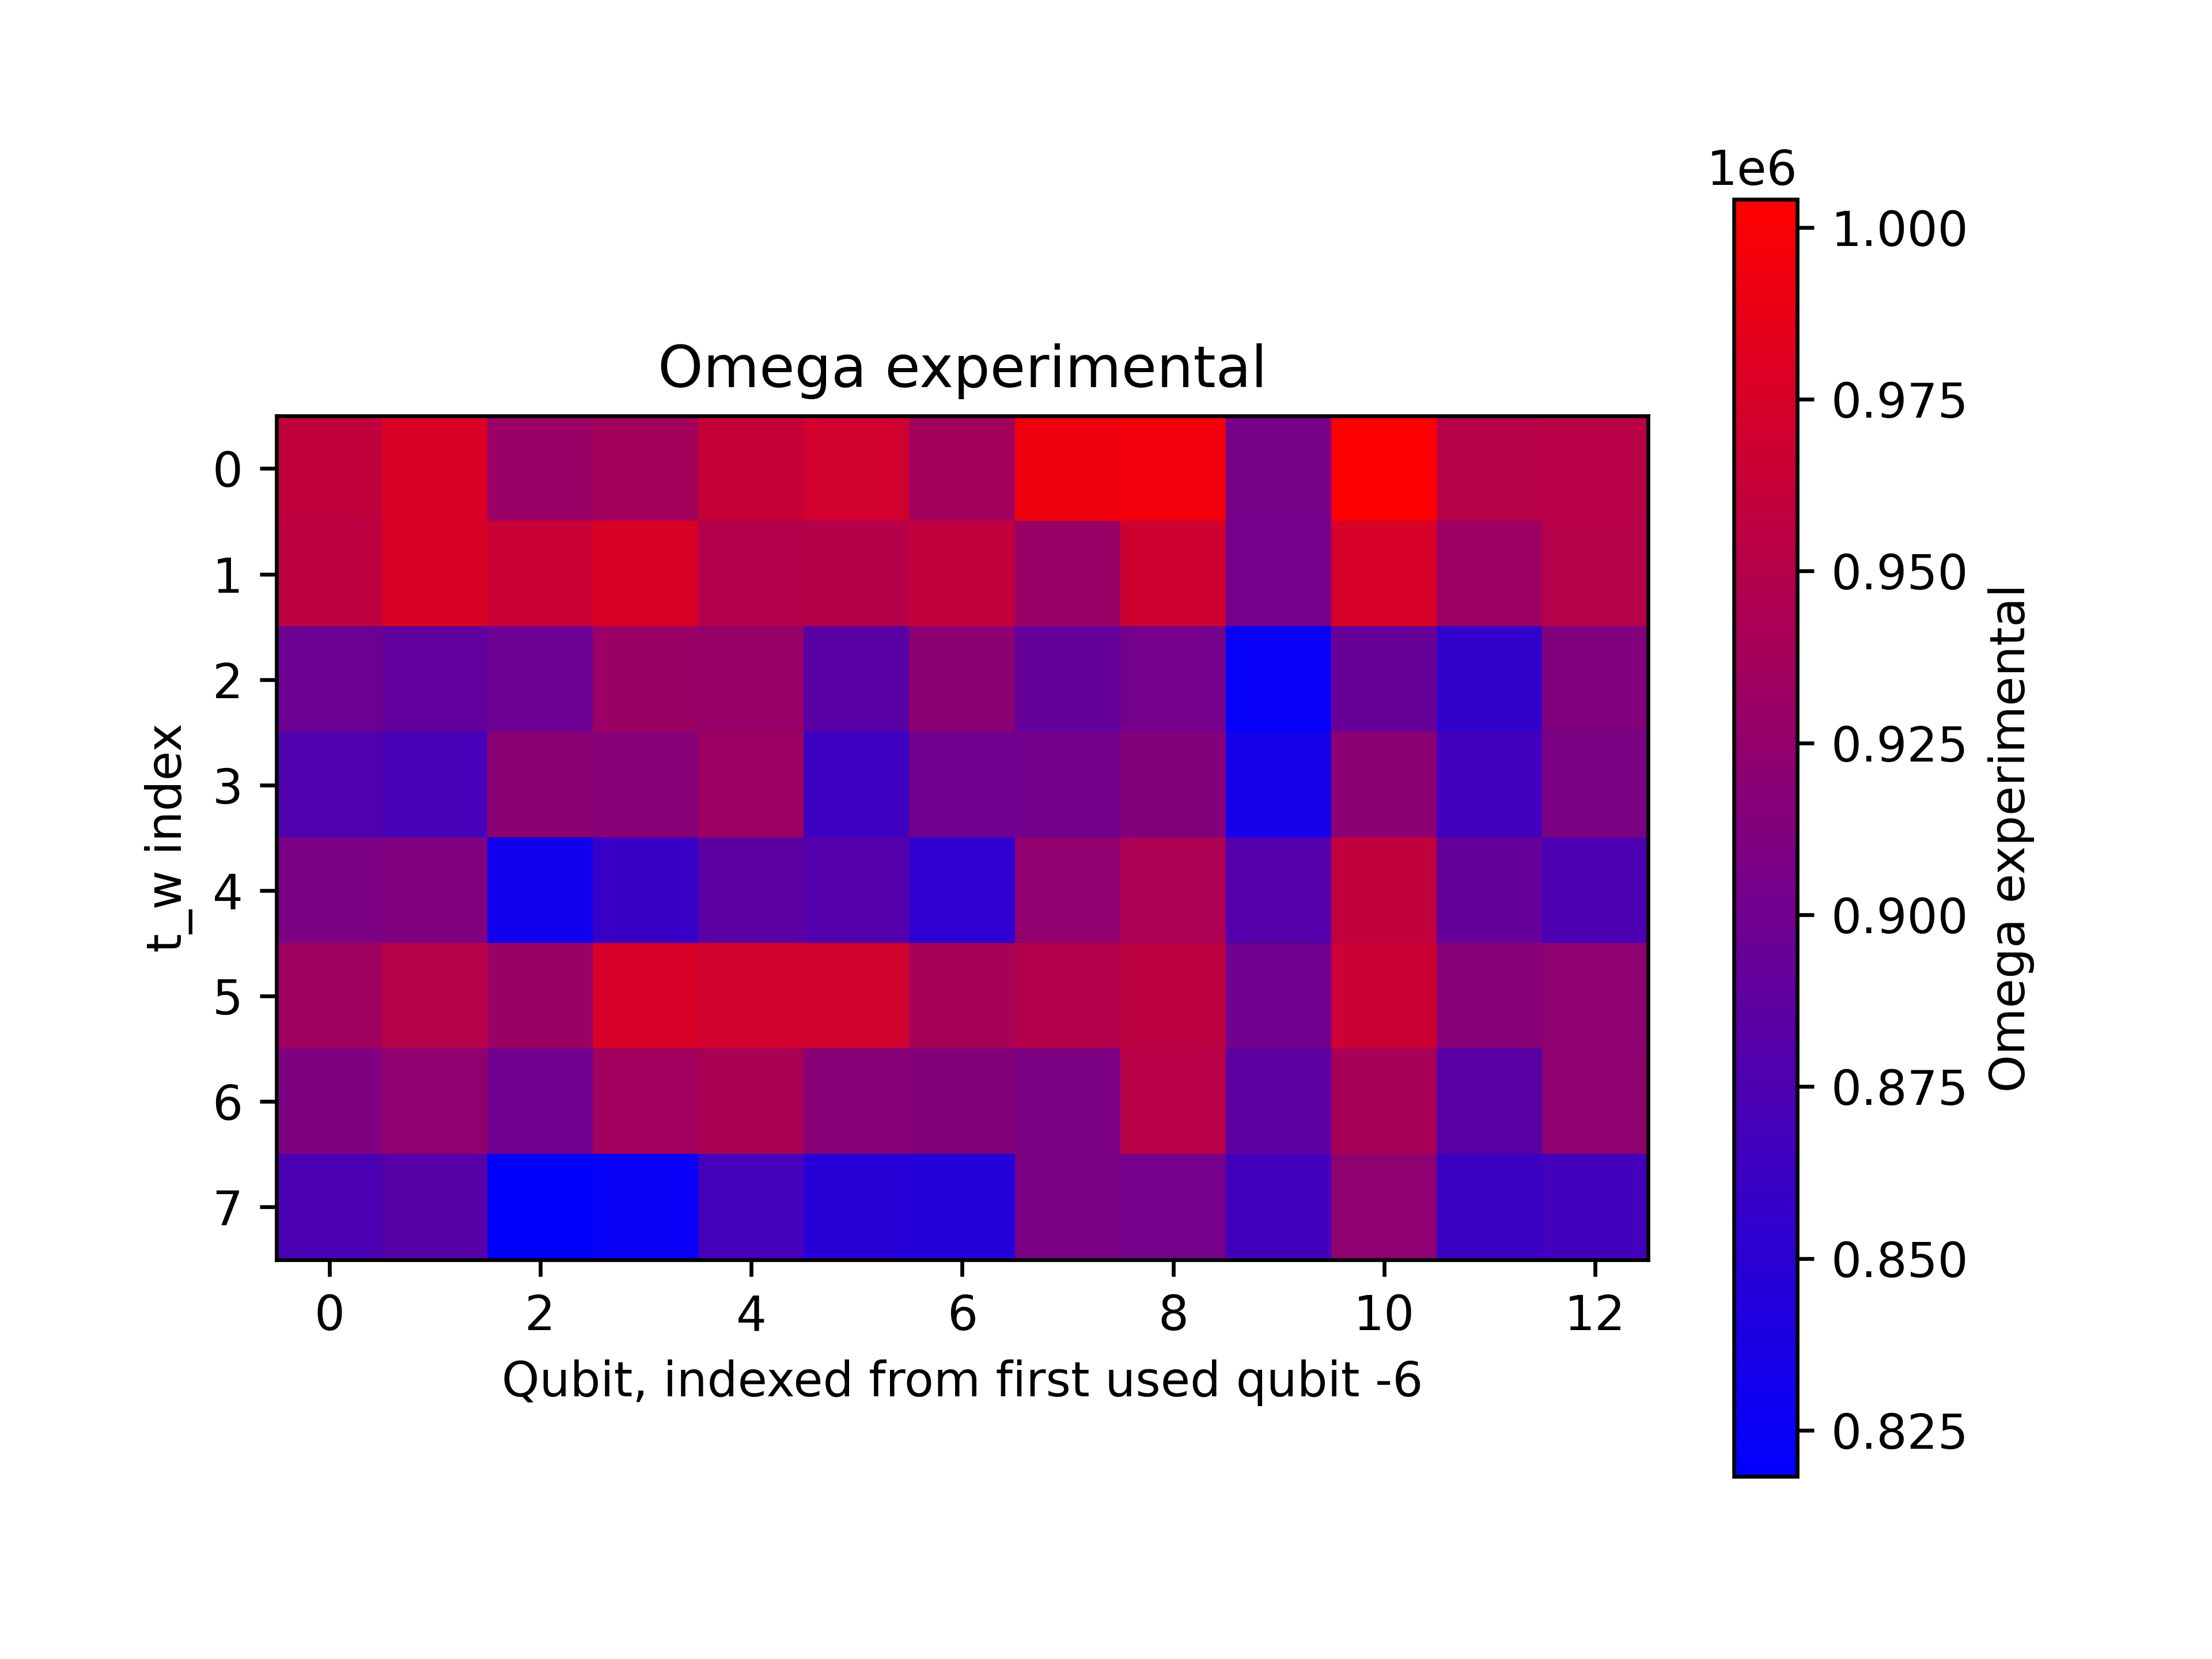 1e6
1.000
0.975
0.950
0.925
0.900
0.875
0.850
0.825
Omega experimental
Omega experimental
t_w index
0
1
2
3
4
5
6
7
0 2 4 6 8 10 12
Qubit, indexed from first used qubit -6